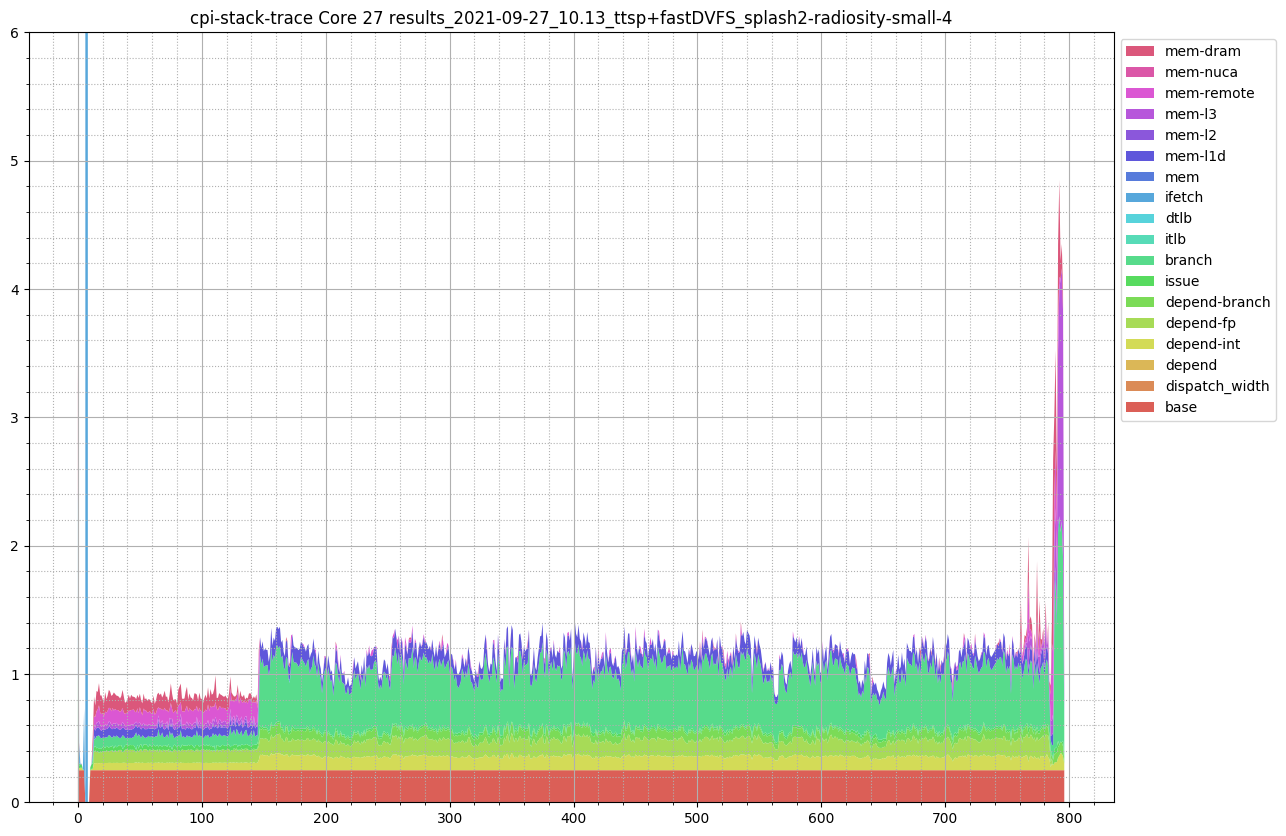 cpi-stack-trace Core 27 results_2021-09-27_10.13_ttsp+fastDVFS_splash2-radiosity-small-4
6
5
4
3
2
1
0
0 100 200 300 400 500 600 700 800
mem-dram
mem-nuca
mem-remote
mem-l3
mem-l2
mem-l1d
mem
ifetch
dtlb
itlb
branch
issue
depend-branch
depend-fp
depend-int
depend
dispatch_width
base